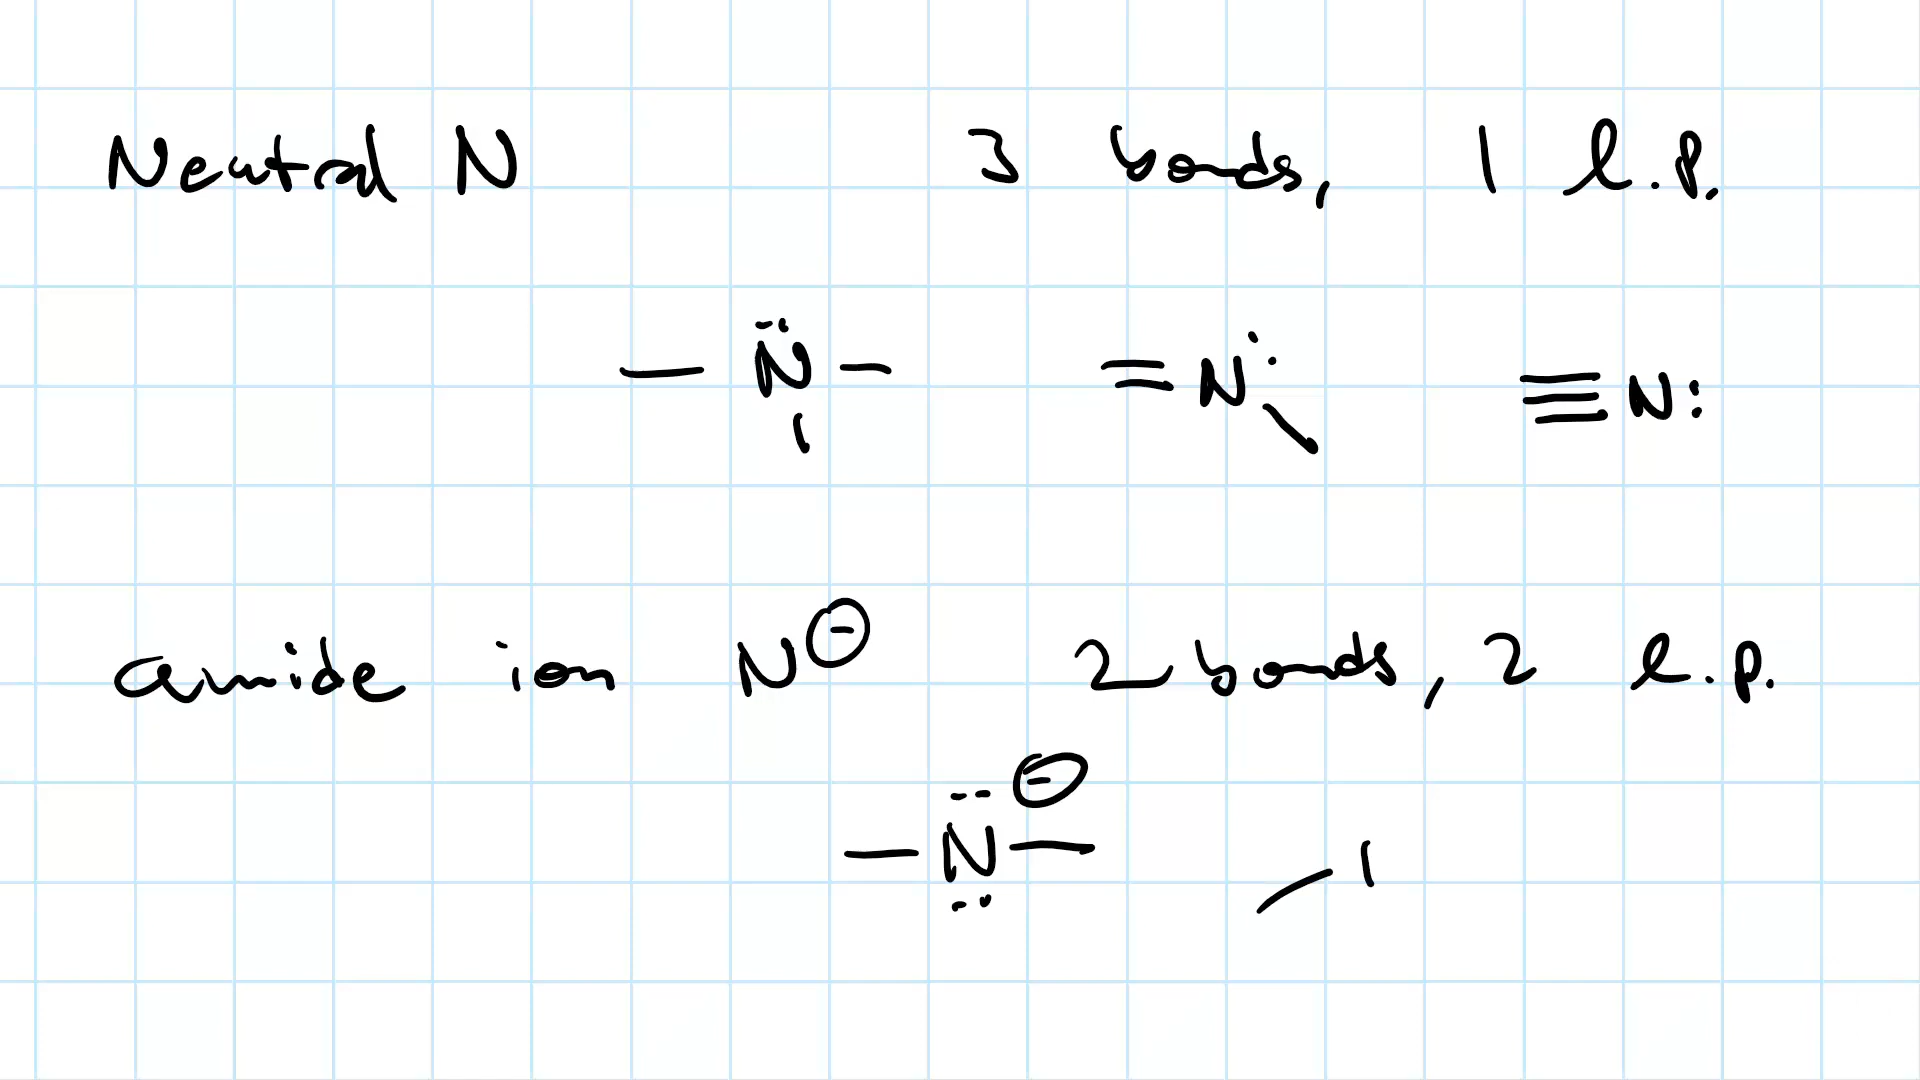 Neutral N 3 bonds, 1 l.p.
— N̈ — =N: ≡N:
amide ion N⊖ 2 bonds, 2 l.p.
⊖
—N̈—